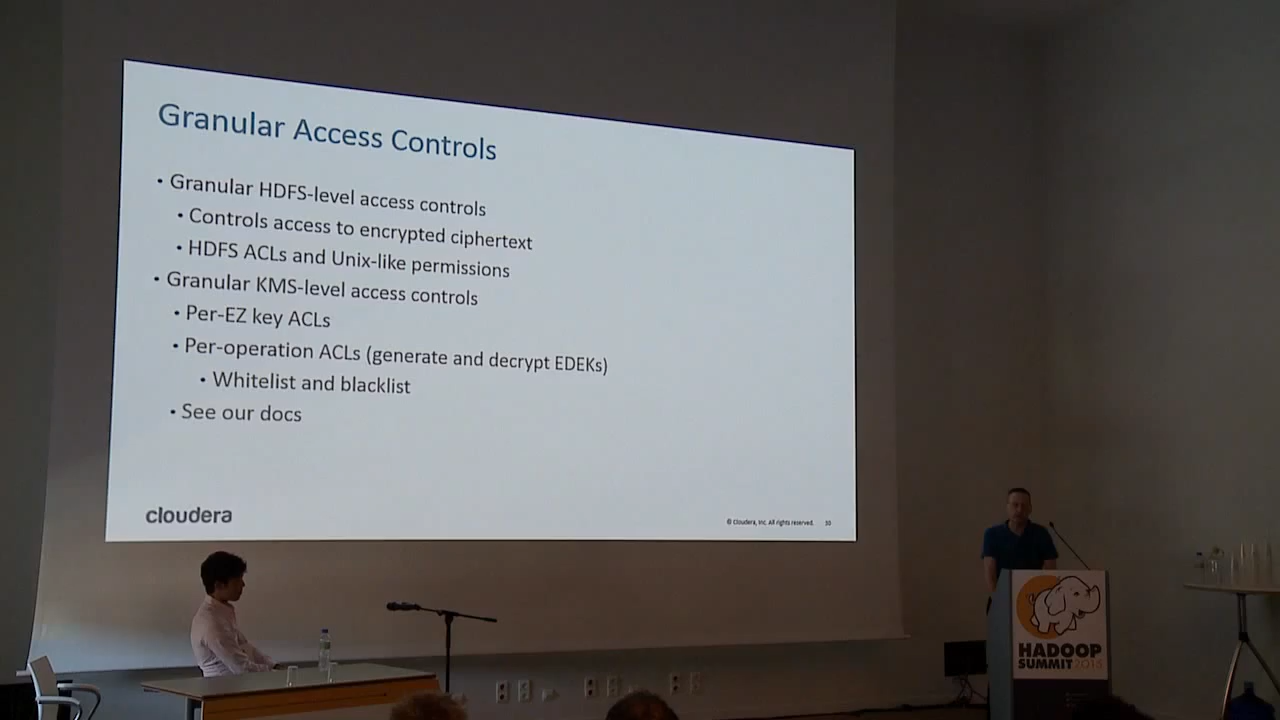 Granular Access Controls
• Granular HDFS-level access controls
• Controls access to encrypted ciphertext
• HDFS ACLs and Unix-like permissions
• Granular KMS-level access controls
• Per-EZ key ACLs
• Per-operation ACLs (generate and decrypt EDEKs)
• Whitelist and blacklist
• See our docs
cloudera
© Cloudera, Inc. All rights reserved. 30
HADOOP
SUMMIT 2015